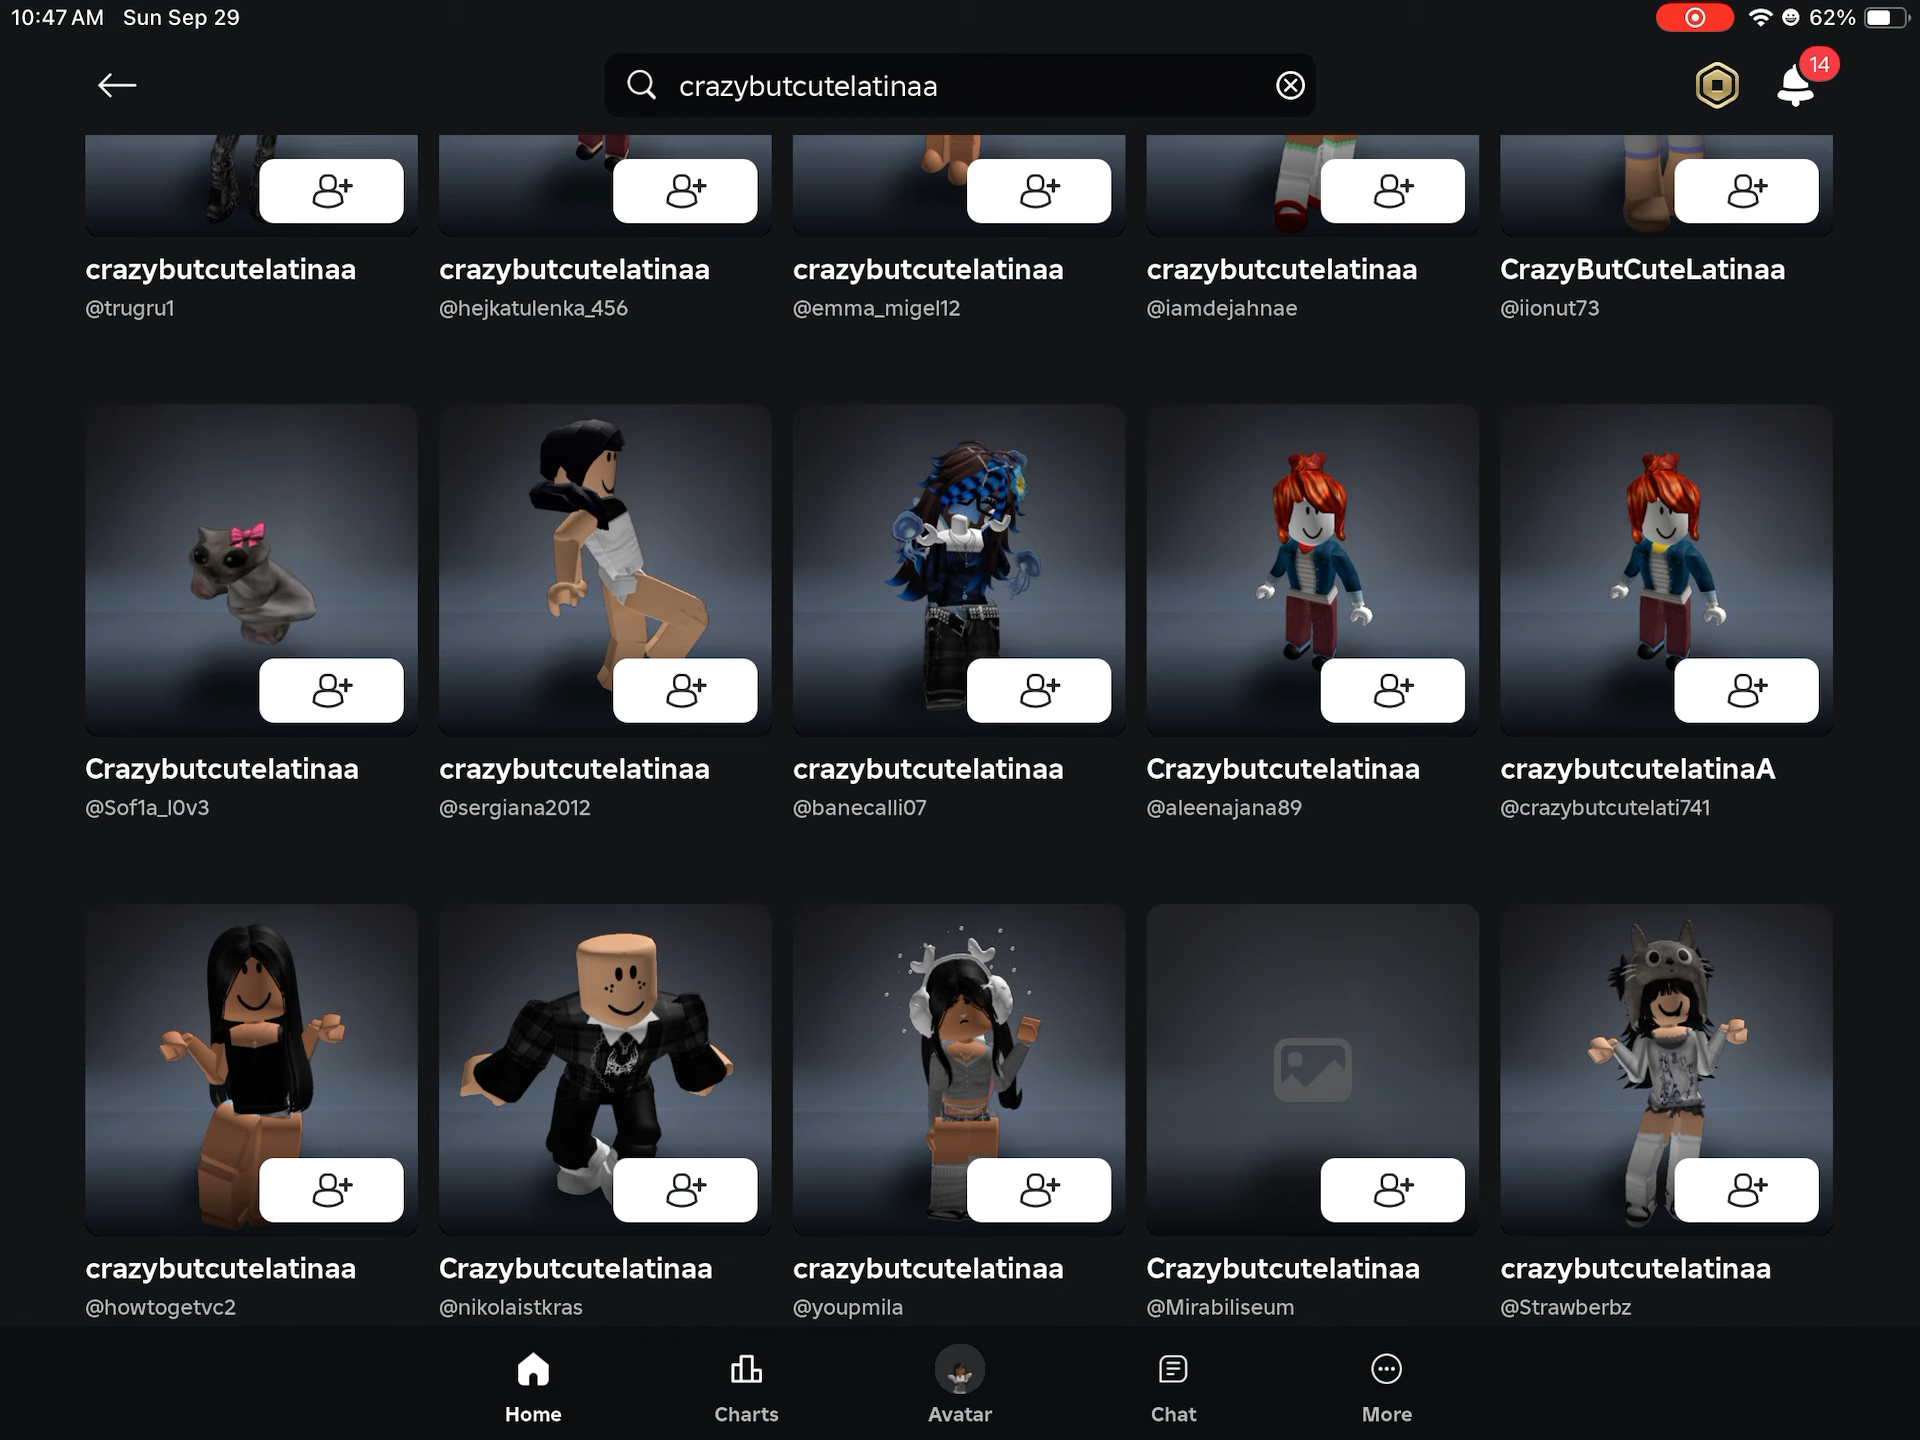 10:47 AM Sun Sep 29
62%
crazybutcutelatinaa
14
crazybutcutelatinaa
@trugru1
crazybutcutelatinaa
@hejkatulenka_456
crazybutcutelatinaa
@emma_migel12
crazybutcutelatinaa
@iamdejahnae
CrazyButCuteLatinaa
@iionut73
Crazybutcutelatinaa
@Sof1a_l0v3
crazybutcutelatinaa
@sergiana2012
crazybutcutelatinaa
@banecalli07
Crazybutcutelatinaa
@aleenajana89
crazybutcutelatinaA
@crazybutcutelati741
crazybutcutelatinaa
@howtogetvc2
Crazybutcutelatinaa
@nikolaistkras
crazybutcutelatinaa
@youpmila
Crazybutcutelatinaa
@Mirabiliseum
crazybutcutelatinaa
@Strawberbz
Home
Charts
Avatar
Chat
More